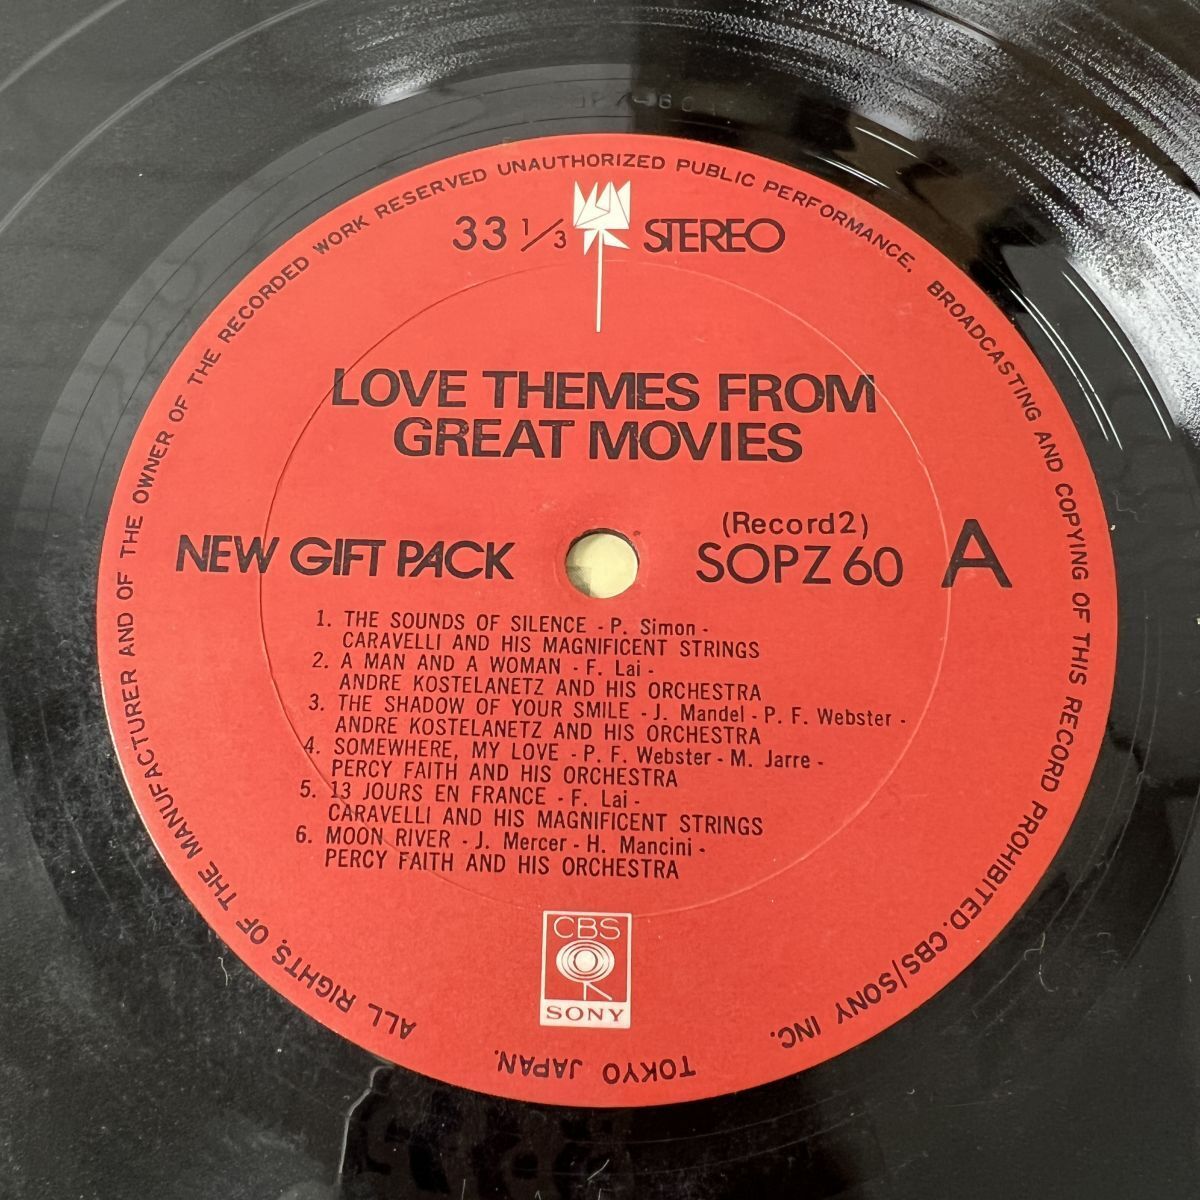 ALL RIGHTS OF THE MANUFACTURER AND OF THE OWNER OF THE RECORDED WORK RESERVED UNAUTHORIZED PUBLIC PERFORMANCE. BROADCASTING AND COPYING OF THIS RECORD PROHIBITED. CBS/SONY INC.
TOKYO JAPAN.
33 1/3 STEREO
LOVE THEMES FROM
GREAT MOVIES
NEW GIFT PACK
(Record2)
SOPZ 60
A
1. THE SOUNDS OF SILENCE - P. Simon -
CARAVELLI AND HIS MAGNIFICENT STRINGS
2. A MAN AND A WOMAN - F. Lai -
ANDRE KOSTELANETZ AND HIS ORCHESTRA
3. THE SHADOW OF YOUR SMILE - J. Mandel - P. F. Webster -
ANDRE KOSTELANETZ AND HIS ORCHESTRA
4. SOMEWHERE, MY LOVE - P. F. Webster - M. Jarre -
PERCY FAITH AND HIS ORCHESTRA
5. 13 JOURS EN FRANCE - F. Lai -
CARAVELLI AND HIS MAGNIFICENT STRINGS
6. MOON RIVER - J. Mercer - H. Mancini -
PERCY FAITH AND HIS ORCHESTRA
CBS
SONY